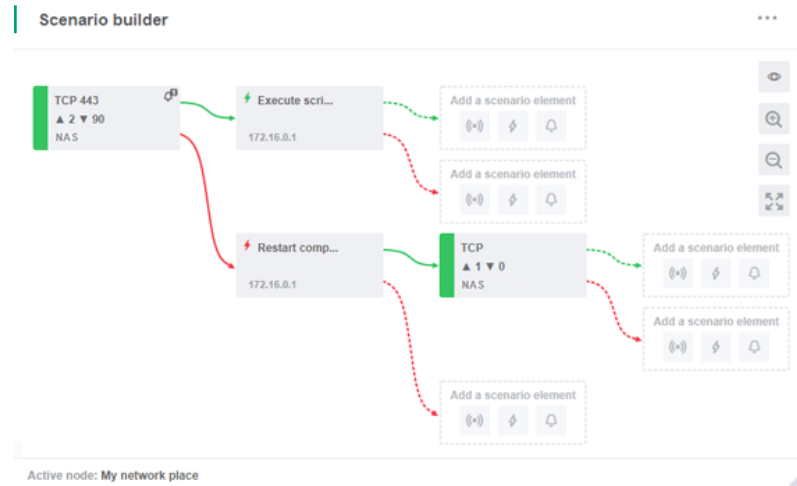 Scenario builder
TCP 443
▲ 2 ▼ 90
NAS
Execute scri...
172.16.0.1
Add a scenario element
Add a scenario element
Restart comp...
172.16.0.1
TCP
▲ 1 ▼ 0
NAS
Add a scenario element
Add a scenario element
Add a scenario element
Active node: My network place